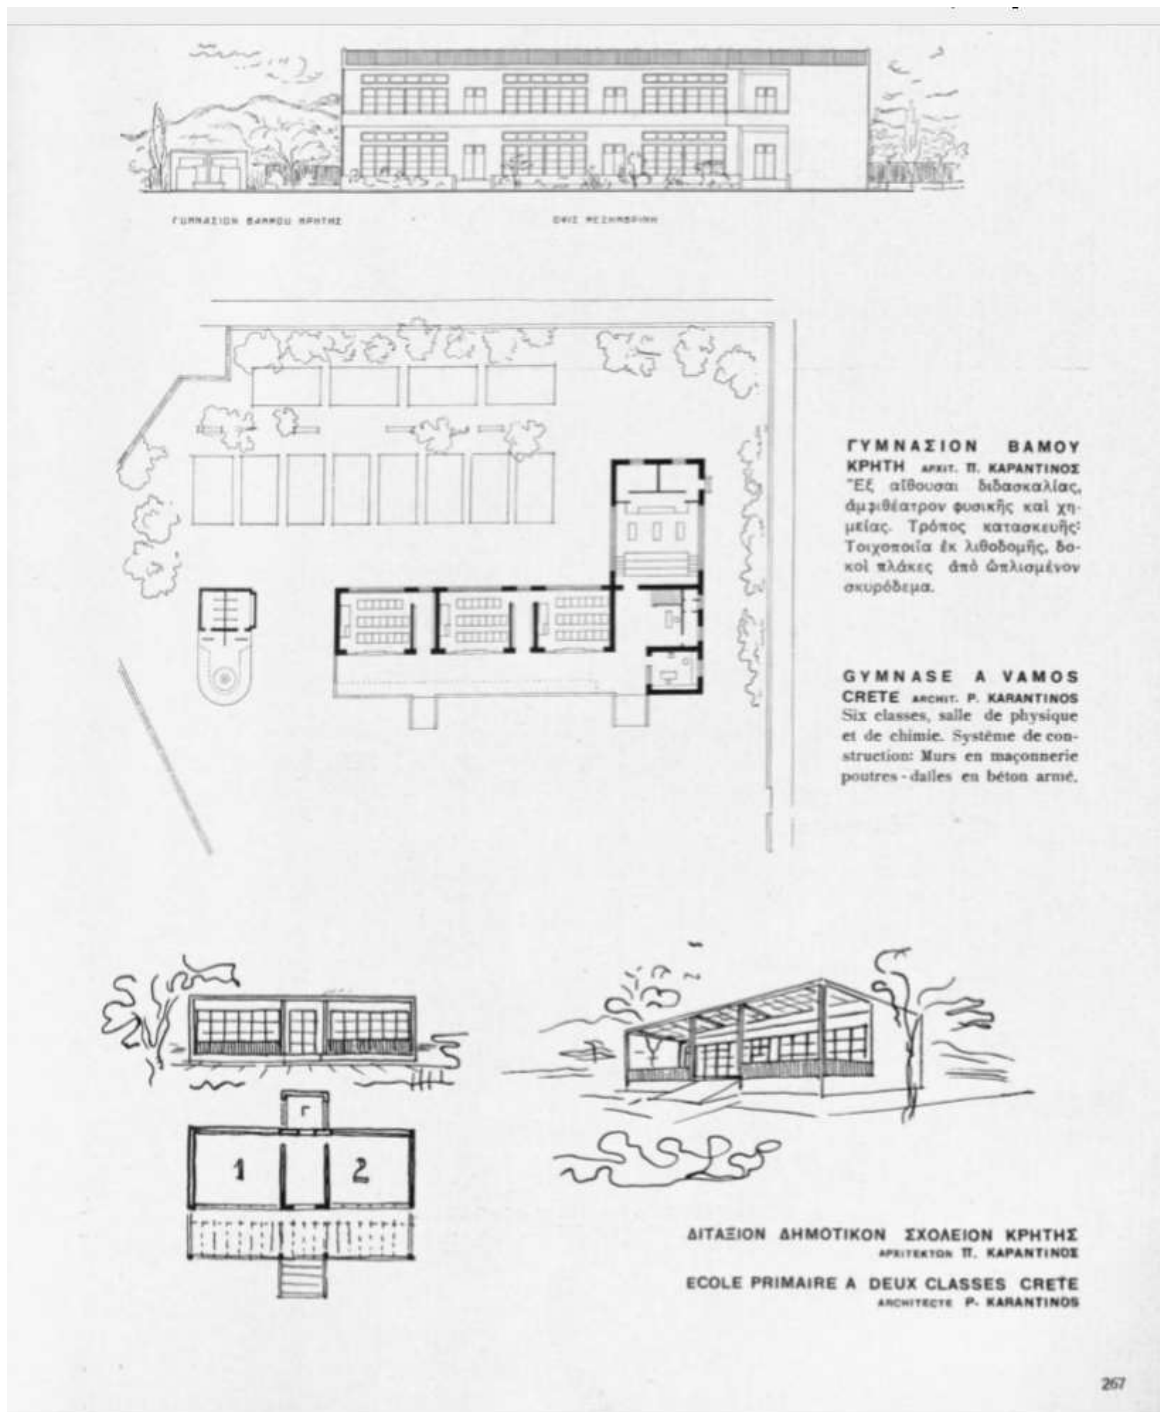 ΓΥΜΝΑΣΙΟΝ ΒΑΜΜΟΥ ΚΡΗΤΗΣ
ΟΨΙΣ ΜΕΣΗΜΒΡΙΝΗ
ΓΥΜΝΑΣΙΟΝ ΒΑΜΟΥ
ΚΡΗΤΗ ΑΡΧΙΤ. Π. ΚΑΡΑΝΤΙΝΟΣ
Ἕξ αἴθουσαι διδασκαλίας,
ἀμφιθέατρον φυσικῆς καὶ χη-
μείας. Τρόπος κατασκευῆς:
Τοιχοποιΐα ἐκ λιθοδομῆς, δο-
κοὶ πλάκες ἀπὸ ὡπλισμένον
σκυρόδεμα.
GYMNASE A VAMOS
CRETE ARCHIT. P. KARANTINOS
Six classes, salle de physique
et de chimie. Système de con-
struction: Murs en maçonnerie
poutres - dalles en béton armé.
Γ
1 2
ΔΙΤΑΞΙΟΝ ΔΗΜΟΤΙΚΟΝ ΣΧΟΛΕΙΟΝ ΚΡΗΤΗΣ
ΑΡΧΙΤΕΚΤΩΝ Π. ΚΑΡΑΝΤΙΝΟΣ
ECOLE PRIMAIRE A DEUX CLASSES CRETE
ARCHITECTE P. KARANTINOS
267